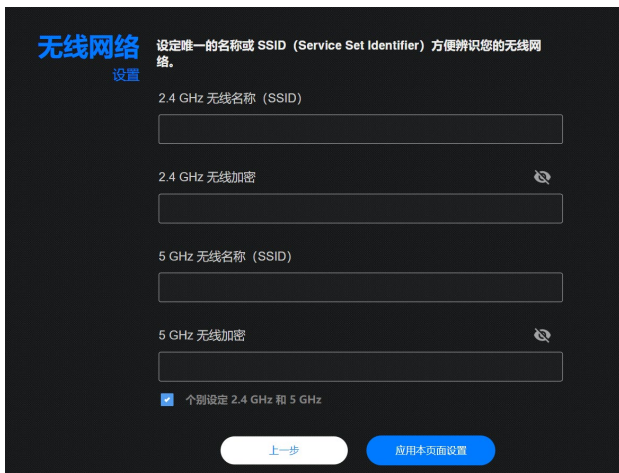 无线网络
设置
设定唯一的名称或 SSID（Service Set Identifier）方便辨识您的无线网
络。
2.4 GHz 无线名称（SSID）
2.4 GHz 无线加密
5 GHz 无线名称（SSID）
5 GHz 无线加密
个别设定 2.4 GHz 和 5 GHz
上一步
应用本页面设置